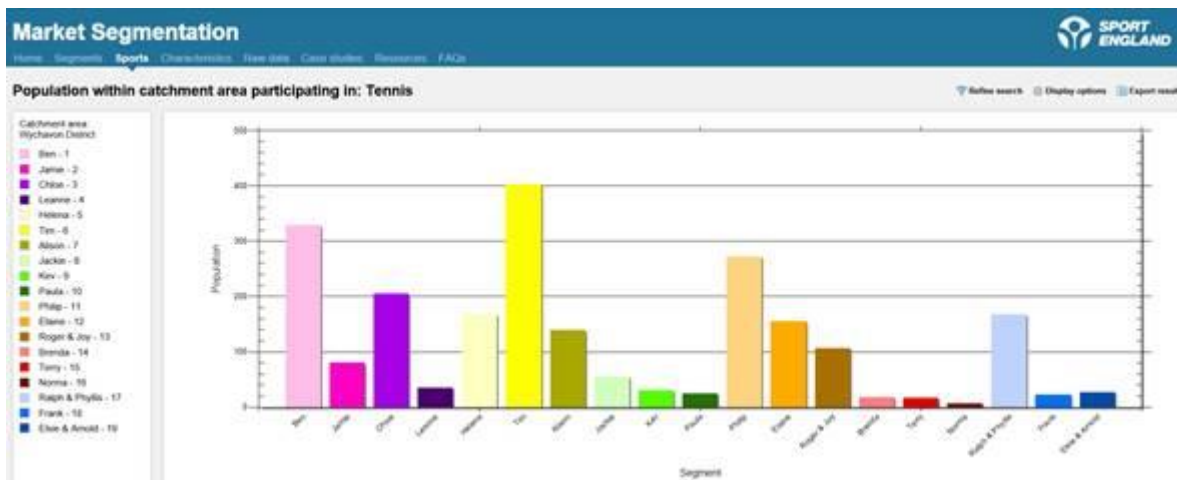 Market Segmentation
SPORT
ENGLAND
Home Segments Sports Characteristics Raw data Case studies Resources FAQs
Population within catchment area participating in: Tennis
Refine search Display options Export result
Catchment area:
Wychavon District
Ben - 1
Jamie - 2
Chloe - 3
Leanne - 4
Helena - 5
Tim - 6
Alison - 7
Jackie - 8
Kev - 9
Paula - 10
Philip - 11
Elaine - 12
Roger & Joy - 13
Brenda - 14
Terry - 15
Norma - 16
Ralph & Phyllis - 17
Frank - 18
Elsie & Arnold - 19
500
400
300
200
100
0
Population
Ben Jamie Chloe Leanne Helena Tim Alison Jackie Kev Paula Philip Elaine Roger & Joy Brenda Terry Norma Ralph & Phyllis Frank Elsie & Arnold
Segment